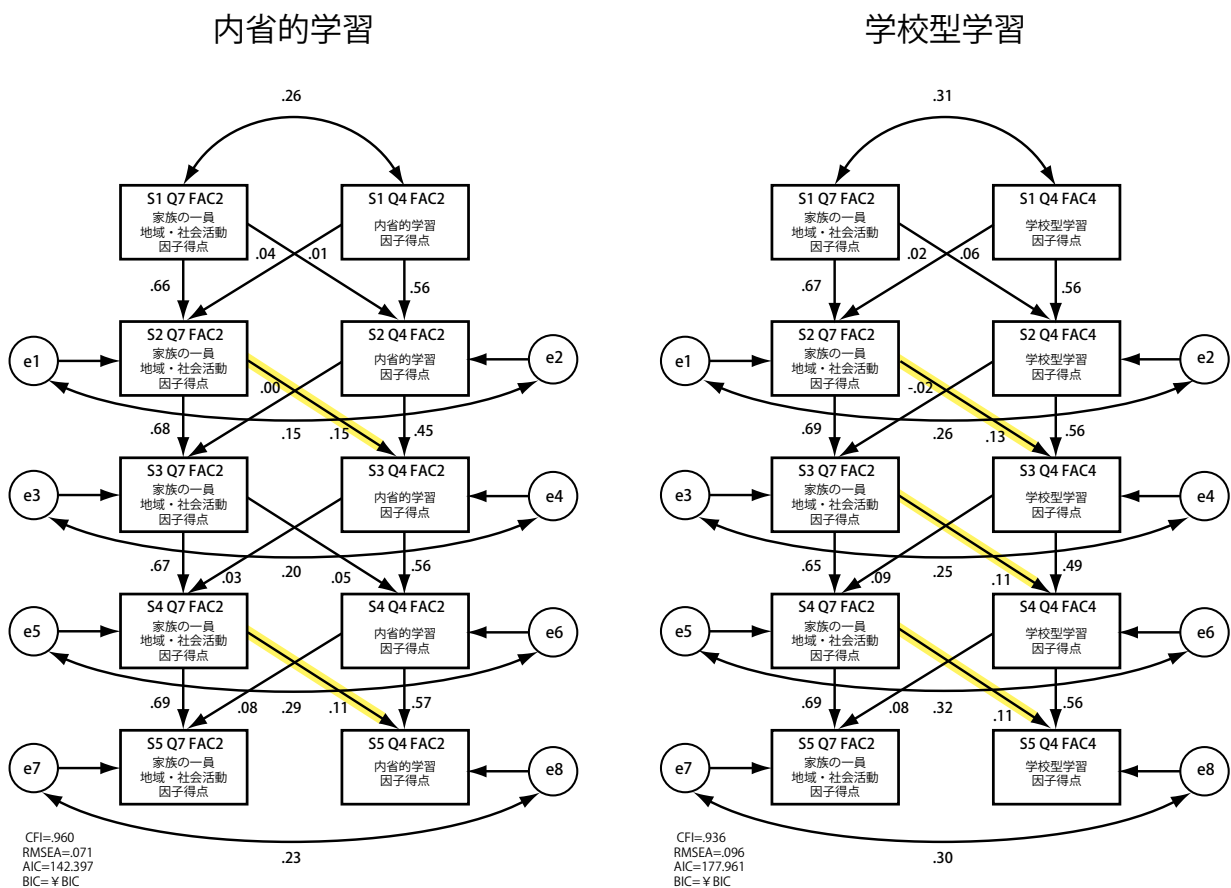 内省的学習
.26
S1 Q7 FAC2
家族の一員
地域・社会活動
因子得点
S1 Q4 FAC2
内省的学習
因子得点
.04
.01
.66
.56
S2 Q7 FAC2
家族の一員
地域・社会活動
因子得点
S2 Q4 FAC2
内省的学習
因子得点
e1
e2
.00
.68
.15
.15
.45
S3 Q7 FAC2
家族の一員
地域・社会活動
因子得点
S3 Q4 FAC2
内省的学習
因子得点
e3
e4
.67
.03
.20
.05
.56
S4 Q7 FAC2
家族の一員
地域・社会活動
因子得点
S4 Q4 FAC2
内省的学習
因子得点
e5
e6
.69
.08
.29
.11
.57
S5 Q7 FAC2
家族の一員
地域・社会活動
因子得点
S5 Q4 FAC2
内省的学習
因子得点
e7
e8
.23
CFI=.960
RMSEA=.071
AIC=142.397
BIC=￥BIC
学校型学習
.31
S1 Q7 FAC2
家族の一員
地域・社会活動
因子得点
S1 Q4 FAC4
学校型学習
因子得点
.02
.06
.67
.56
S2 Q7 FAC2
家族の一員
地域・社会活動
因子得点
S2 Q4 FAC4
学校型学習
因子得点
e1
e2
-.02
.69
.26
.13
.56
S3 Q7 FAC2
家族の一員
地域・社会活動
因子得点
S3 Q4 FAC4
学校型学習
因子得点
e3
e4
.65
.09
.25
.11
.49
S4 Q7 FAC2
家族の一員
地域・社会活動
因子得点
S4 Q4 FAC4
学校型学習
因子得点
e5
e6
.69
.08
.32
.11
.56
S5 Q7 FAC2
家族の一員
地域・社会活動
因子得点
S5 Q4 FAC4
学校型学習
因子得点
e7
e8
.30
CFI=.936
RMSEA=.096
AIC=177.961
BIC=￥BIC